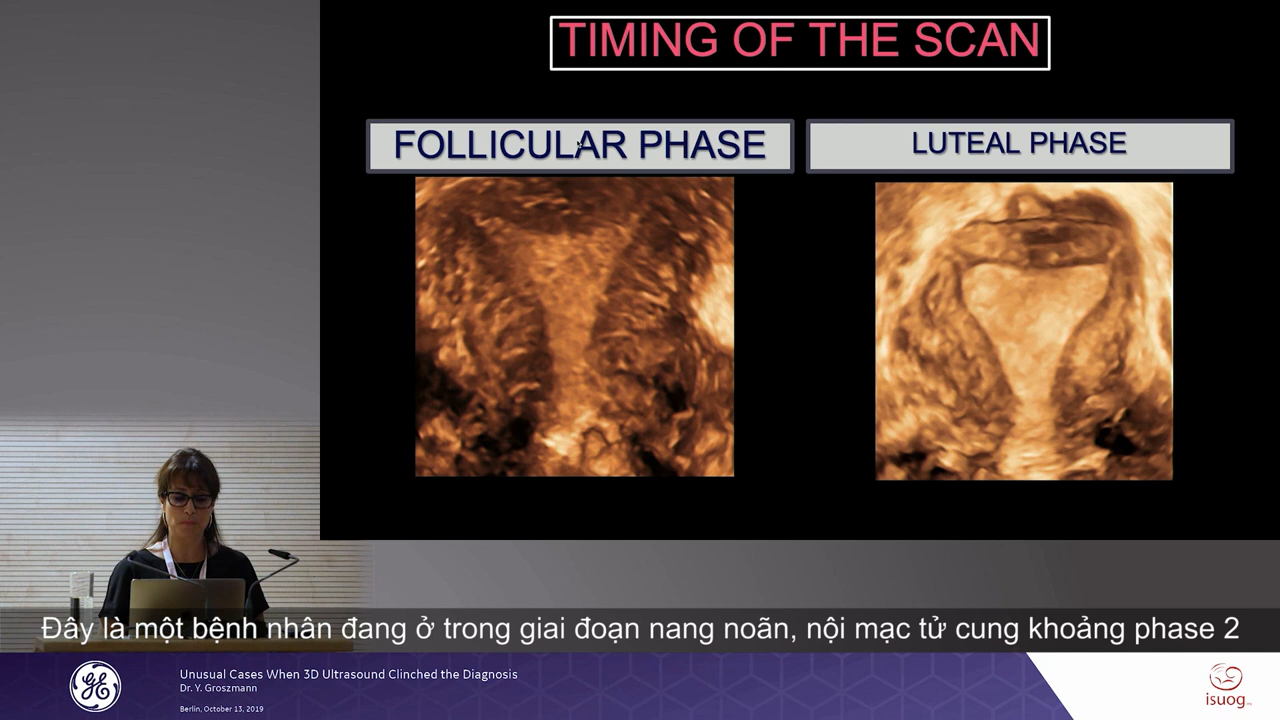 TIMING OF THE SCAN
FOLLICULAR PHASE
LUTEAL PHASE
Đây là một bệnh nhân đang ở trong giai đoạn nang noãn, nội mạc tử cung khoảng phase 2
Unusual Cases When 3D Ultrasound Clinched the Diagnosis
Dr. Y. Groszmann
Berlin, October 13, 2019
isuog